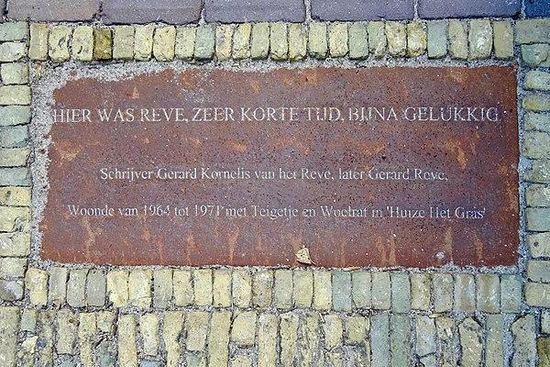 HIER WAS REVE, ZEER KORTE TIJD, BIJNA GELUKKIG
Schrijver Gerard Kornelis van het Reve, later Gerard Reve,
Woonde van 1964 tot 1971 met Teigetje en Woelrat in 'Huize Het Gras'